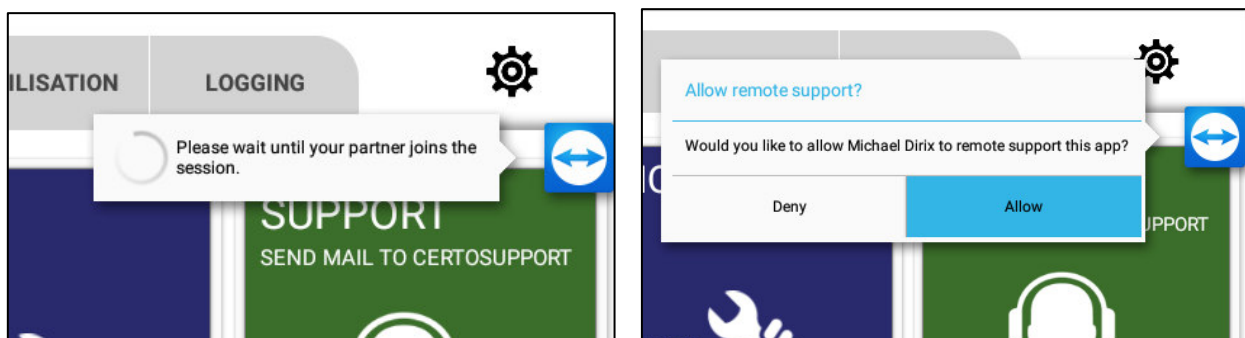 ILISATION
LOGGING
Please wait until your partner joins the
session.
SUPPORT
SEND MAIL TO CERTOSUPPORT
Allow remote support?
Would you like to allow Michael Dirix to remote support this app?
Deny
Allow
UPPORT